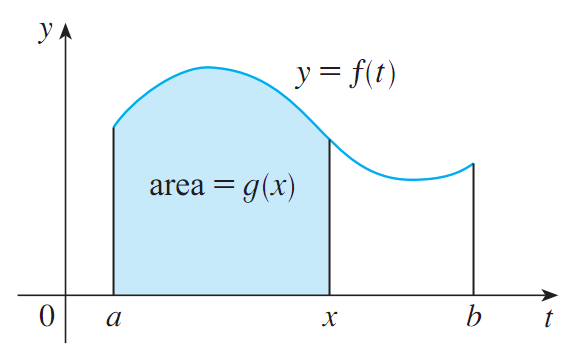 y
y = f(t)
area = g(x)
0 a x b t